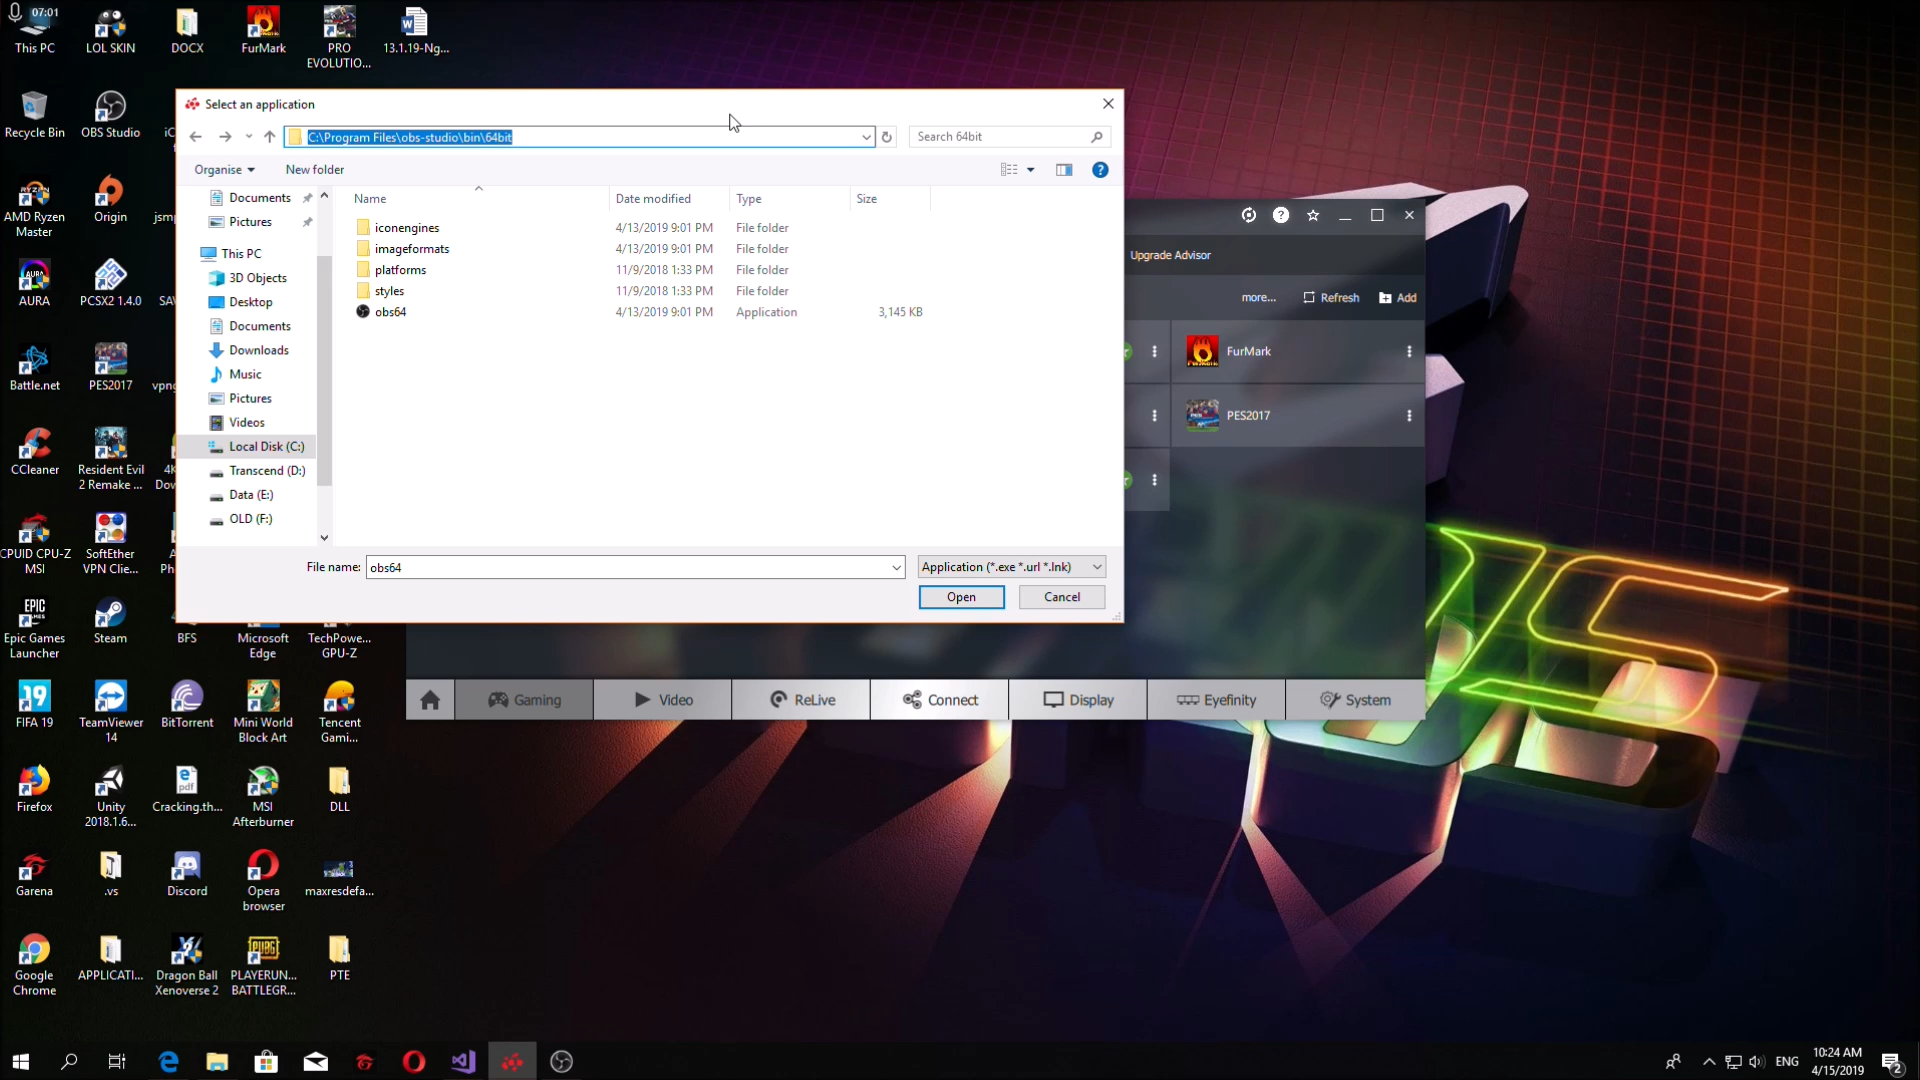 07:01
This PC
LOL SKIN
DOCX
FurMark
PRO
EVOLUTIO...
13.1.19-Ng...
Recycle Bin
OBS Studio
AMD Ryzen
Master
Origin
jsmp
AURA
PCSX2 1.4.0
SAV
Battle.net
PES2017
vpng
CCleaner
Resident Evil
2 Remake ...
4K
Dow
CPUID CPU-Z
MSI
SoftEther
VPN Clie...
Epic Games
Launcher
Steam
BFS
Microsoft
Edge
TechPowe...
GPU-Z
FIFA 19
TeamViewer
14
BitTorrent
Mini World
Block Art
Tencent
Gami...
Firefox
Unity
2018.1.6...
Cracking.th...
MSI
Afterburner
DLL
Garena
.vs
Discord
Opera
browser
maxresdefa...
Google
Chrome
APPLICATI...
Dragon Ball
Xenoverse 2
PLAYERUN...
BATTLEGR...
PTE
Select an application
C:\Program Files\obs-studio\bin\64bit
Search 64bit
Organise
New folder
Documents
Pictures
This PC
3D Objects
Desktop
Documents
Downloads
Music
Pictures
Videos
Local Disk (C:)
Transcend (D:)
Data (E:)
OLD (F:)
Name Date modified Type Size
iconengines 4/13/2019 9:01 PM File folder
imageformats 4/13/2019 9:01 PM File folder
platforms 11/9/2018 1:33 PM File folder
styles 11/9/2018 1:33 PM File folder
obs64 4/13/2019 9:01 PM Application 3,145 KB
File name: obs64
Application (*.exe *.url *.lnk)
Open
Cancel
Upgrade Advisor
more...
Refresh
Add
FurMark
PES2017
Gaming
Video
ReLive
Connect
Display
Eyefinity
System
ENG
10:24 AM
4/15/2019
2